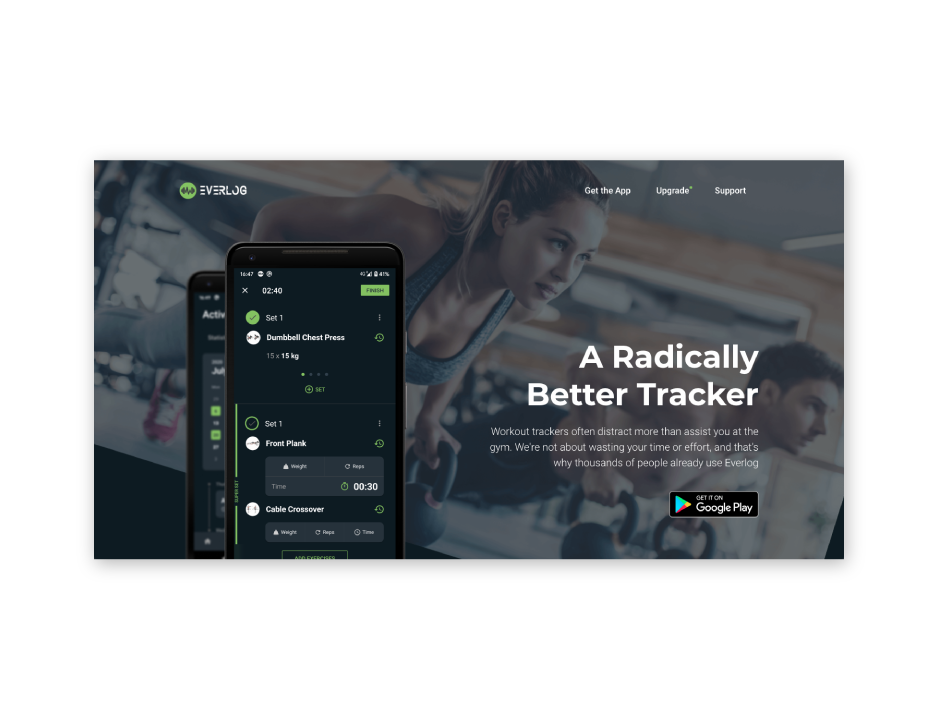 EVERLOG
Get the App
Upgrade
Support
A Radically
Better Tracker
Workout trackers often distract more than assist you at the
gym. We're not about wasting your time or effort, and that's
why thousands of people already use Everlog
GET IT ON
Google Play
16:47
4G 41%
02:40
FINISH
Set 1
Dumbbell Chest Press
15 x 15 kg
SET
Set 1
Front Plank
Weight
Reps
Time
00:30
SUPERSET
Cable Crossover
Weight
Reps
Time
ADD EXERCISES
Activ
July